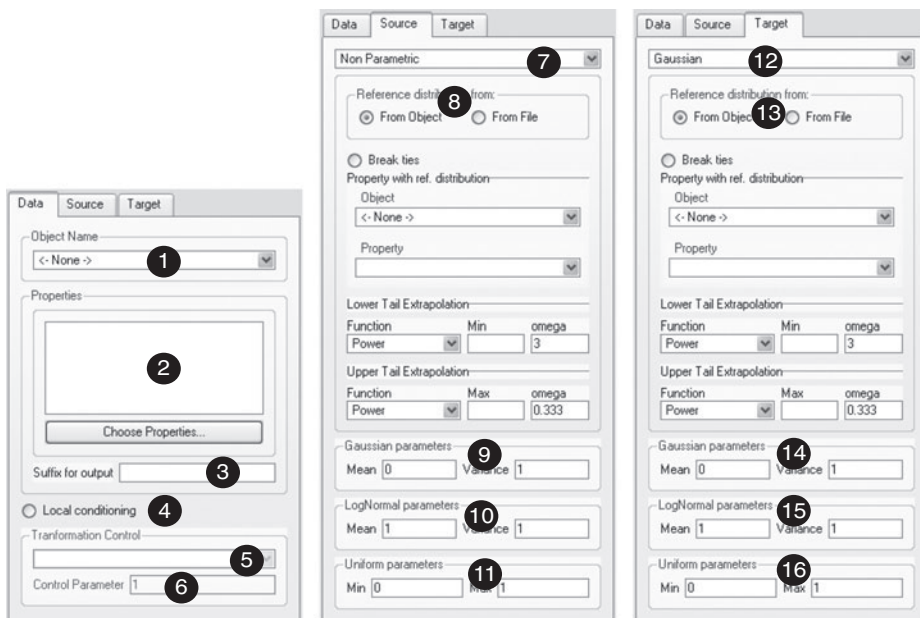 Data Source Target
Object Name
<- None -> 1
Properties
2
Choose Properties...
Suffix for output 3
Local conditioning 4
Tranformation Control
5
Control Parameter 1 6
Data Source Target
Non Parametric 7
Reference distribution from: 8
From Object From File
Break ties
Property with ref. distribution
Object
<- None ->
Property
Lower Tail Extrapolation
Function Min omega
Power 3
Upper Tail Extrapolation
Function Max omega
Power 0.333
Gaussian parameters
Mean 0 9 Variance 1
LogNormal parameters
Mean 1 10 Variance 1
Uniform parameters
Min 0 11 Max 1
Data Source Target
Gaussian 12
Reference distribution from:
From Object 13 From File
Break ties
Property with ref. distribution
Object
<- None ->
Property
Lower Tail Extrapolation
Function Min omega
Power 3
Upper Tail Extrapolation
Function Max omega
Power 0.333
Gaussian parameters
Mean 0 14 Variance 1
LogNormal parameters
Mean 1 15 Variance 1
Uniform parameters
Min 0 16 Max 1